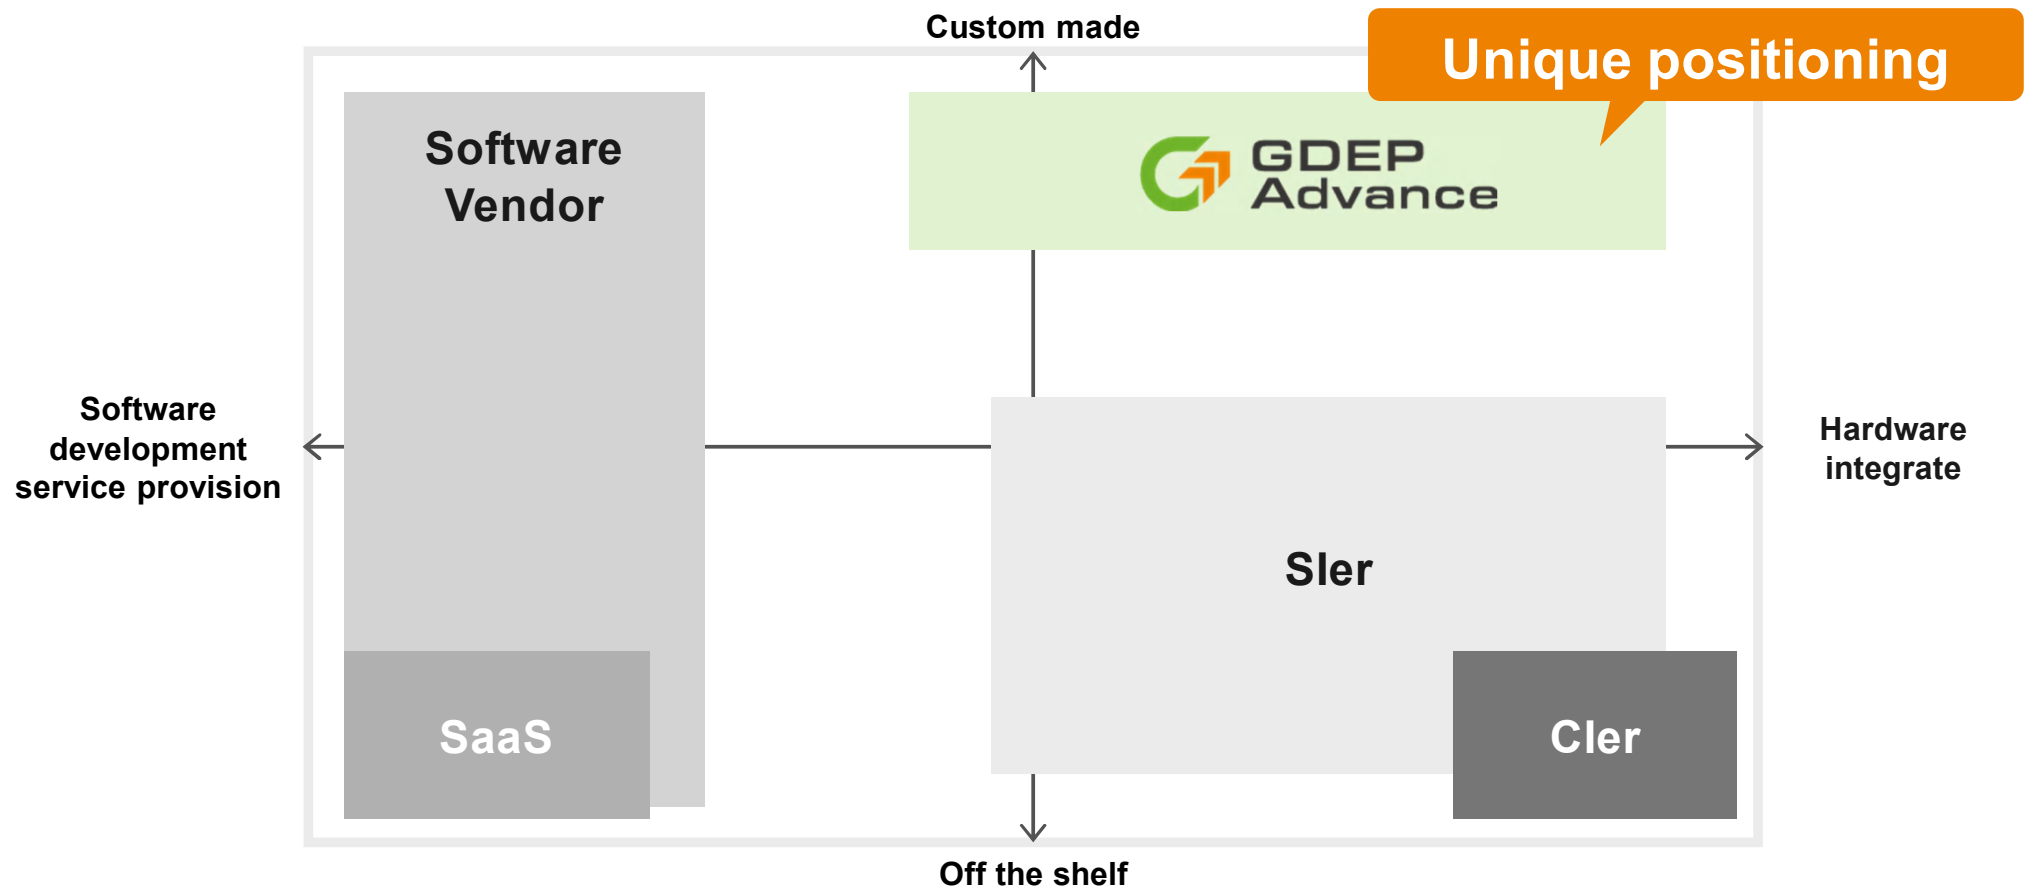 Custom made
Unique positioning
Software
Vendor
GDEP
Advance
Software
development
service provision
Hardware
integrate
SIer
SaaS
CIer
Off the shelf